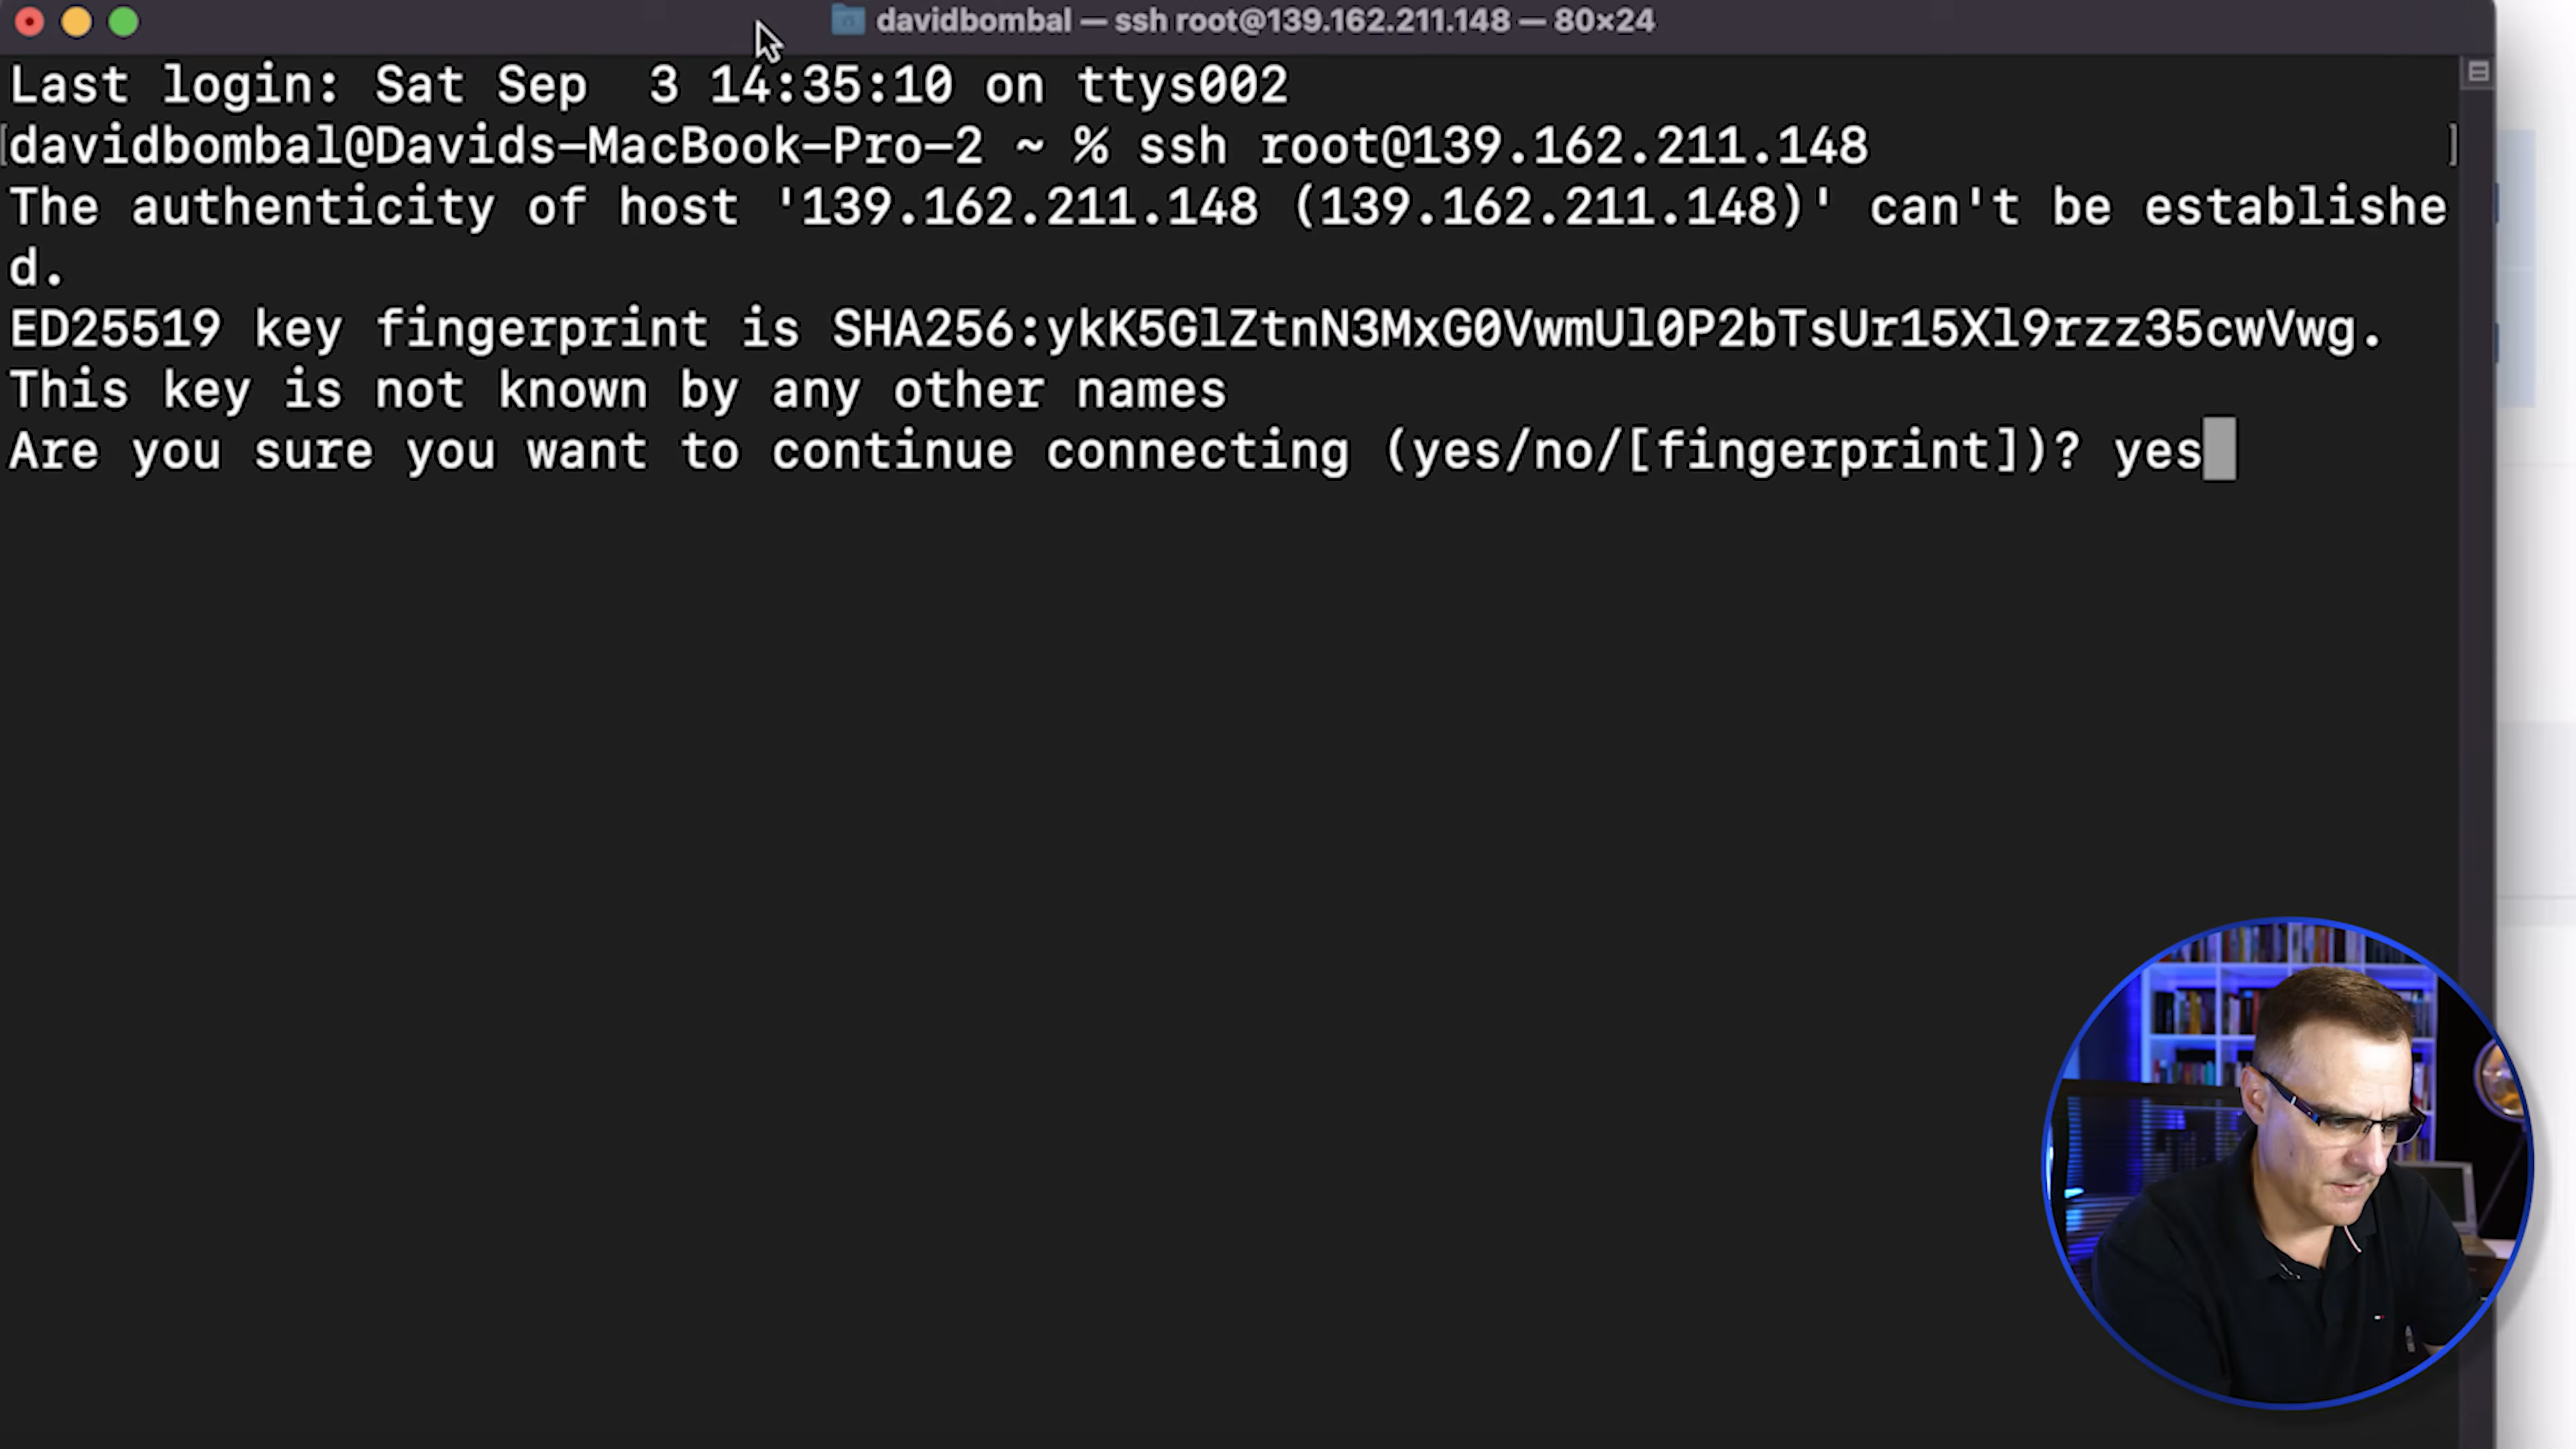 davidbombal — ssh root@139.162.211.148 — 80×24
Last login: Sat Sep  3 14:35:10 on ttys002
[davidbombal@Davids-MacBook-Pro-2 ~ % ssh root@139.162.211.148 ]
The authenticity of host '139.162.211.148 (139.162.211.148)' can't be establishe
d.
ED25519 key fingerprint is SHA256:ykK5GlZtnN3MxG0VwmUl0P2bTsUr15Xl9rzz35cwVwg.
This key is not known by any other names
Are you sure you want to continue connecting (yes/no/[fingerprint])? yes